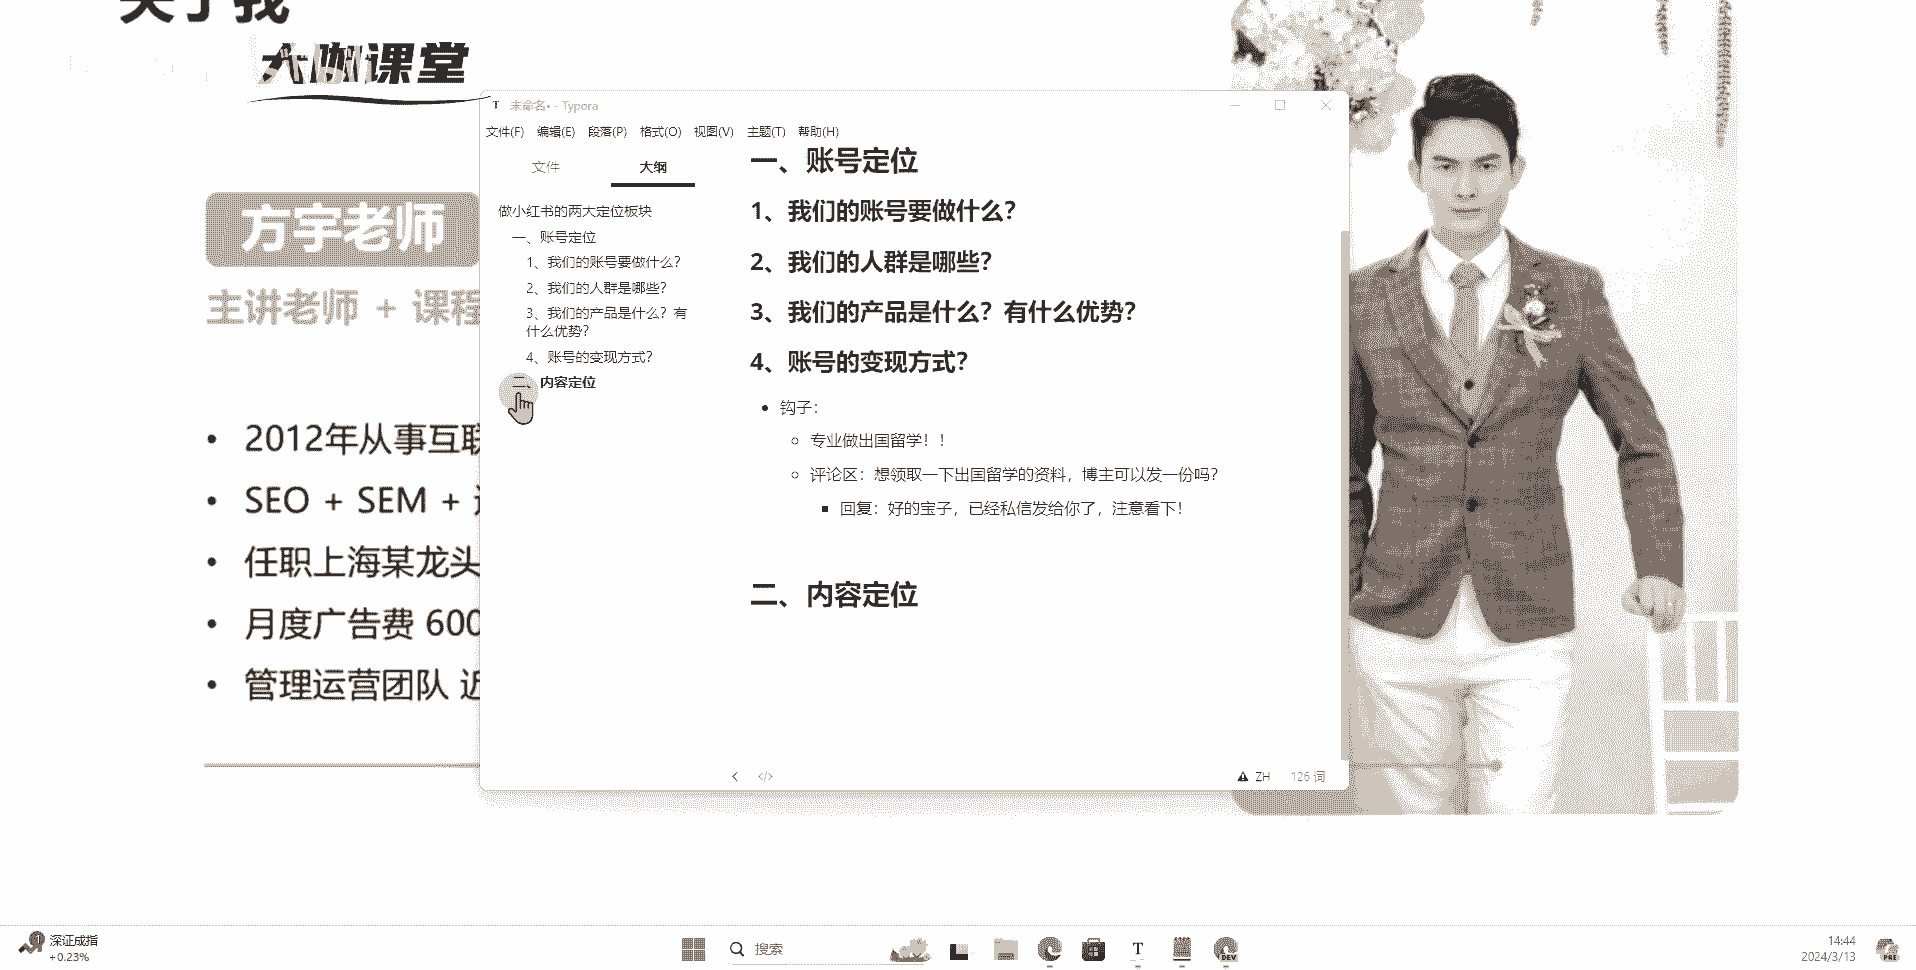 关于我
大咖课堂
方宇老师
主讲老师 + 课程
2012年从事互联
SEO + SEM +
任职上海某龙头
月度广告费 600
管理运营团队 近
T 未命名• - Typora
文件(F) 编辑(E) 段落(P) 格式(O) 视图(V) 主题(T) 帮助(H)
文件 大纲
做小红书的两大定位板块
一、账号定位
1、我们的账号要做什么？
2、我们的人群是哪些？
3、我们的产品是什么？有
什么优势？
4、账号的变现方式？
二、内容定位
一、账号定位
1、我们的账号要做什么？
2、我们的人群是哪些？
3、我们的产品是什么？有什么优势？
4、账号的变现方式？
钩子：
专业做出国留学！！
评论区：想领取一下出国留学的资料，博主可以发一份吗？
回复：好的宝子，已经私信发给你了，注意看下！
二、内容定位
</> ZH 126 词
1
深证成指
+0.23%
搜索
T
DEV
14:44
2024/3/13
PRE